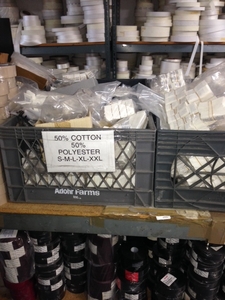 50% COTTON
50%
POLYESTER
S-M-L-XL-XXL
Adohr Farms